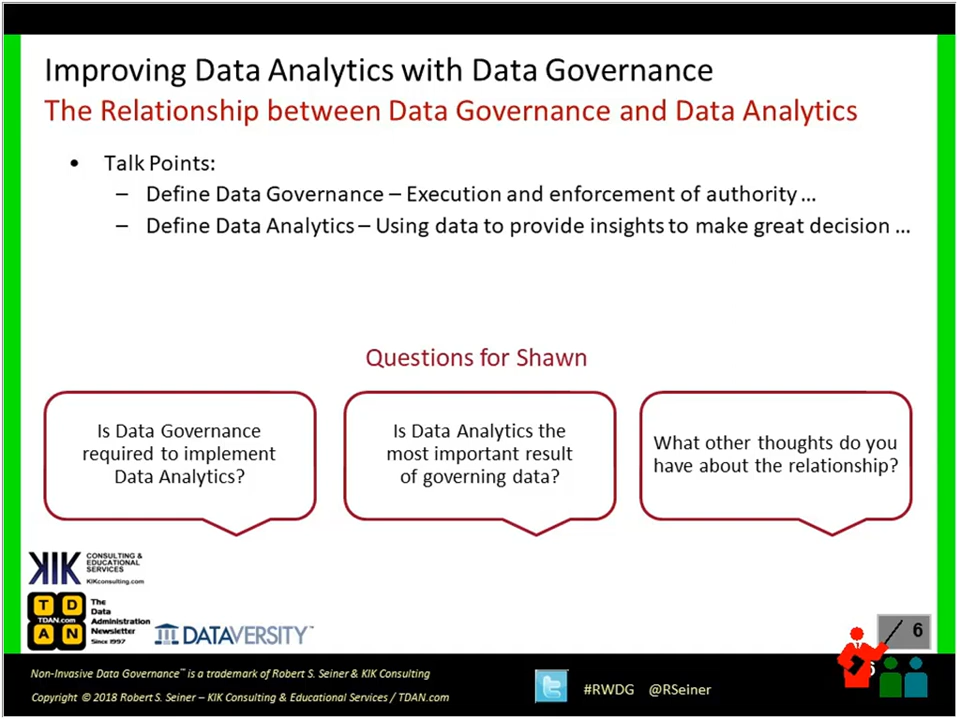 Improving Data Analytics with Data Governance
The Relationship between Data Governance and Data Analytics
• Talk Points:
– Define Data Governance – Execution and enforcement of authority ...
– Define Data Analytics – Using data to provide insights to make great decision ...
Questions for Shawn
Is Data Governance
required to implement
Data Analytics?
Is Data Analytics the
most important result
of governing data?
What other thoughts do you
have about the relationship?
KIK
CONSULTING &
EDUCATIONAL
SERVICES
KIKconsulting.com
T D
TDAN.com
A N
The
Data
Administration
Newsletter
Since 1997
DATAVERSITY™
6
6
Non-Invasive Data Governance™ is a trademark of Robert S. Seiner & KIK Consulting
Copyright © 2018 Robert S. Seiner – KIK Consulting & Educational Services / TDAN.com
#RWDG @RSeiner